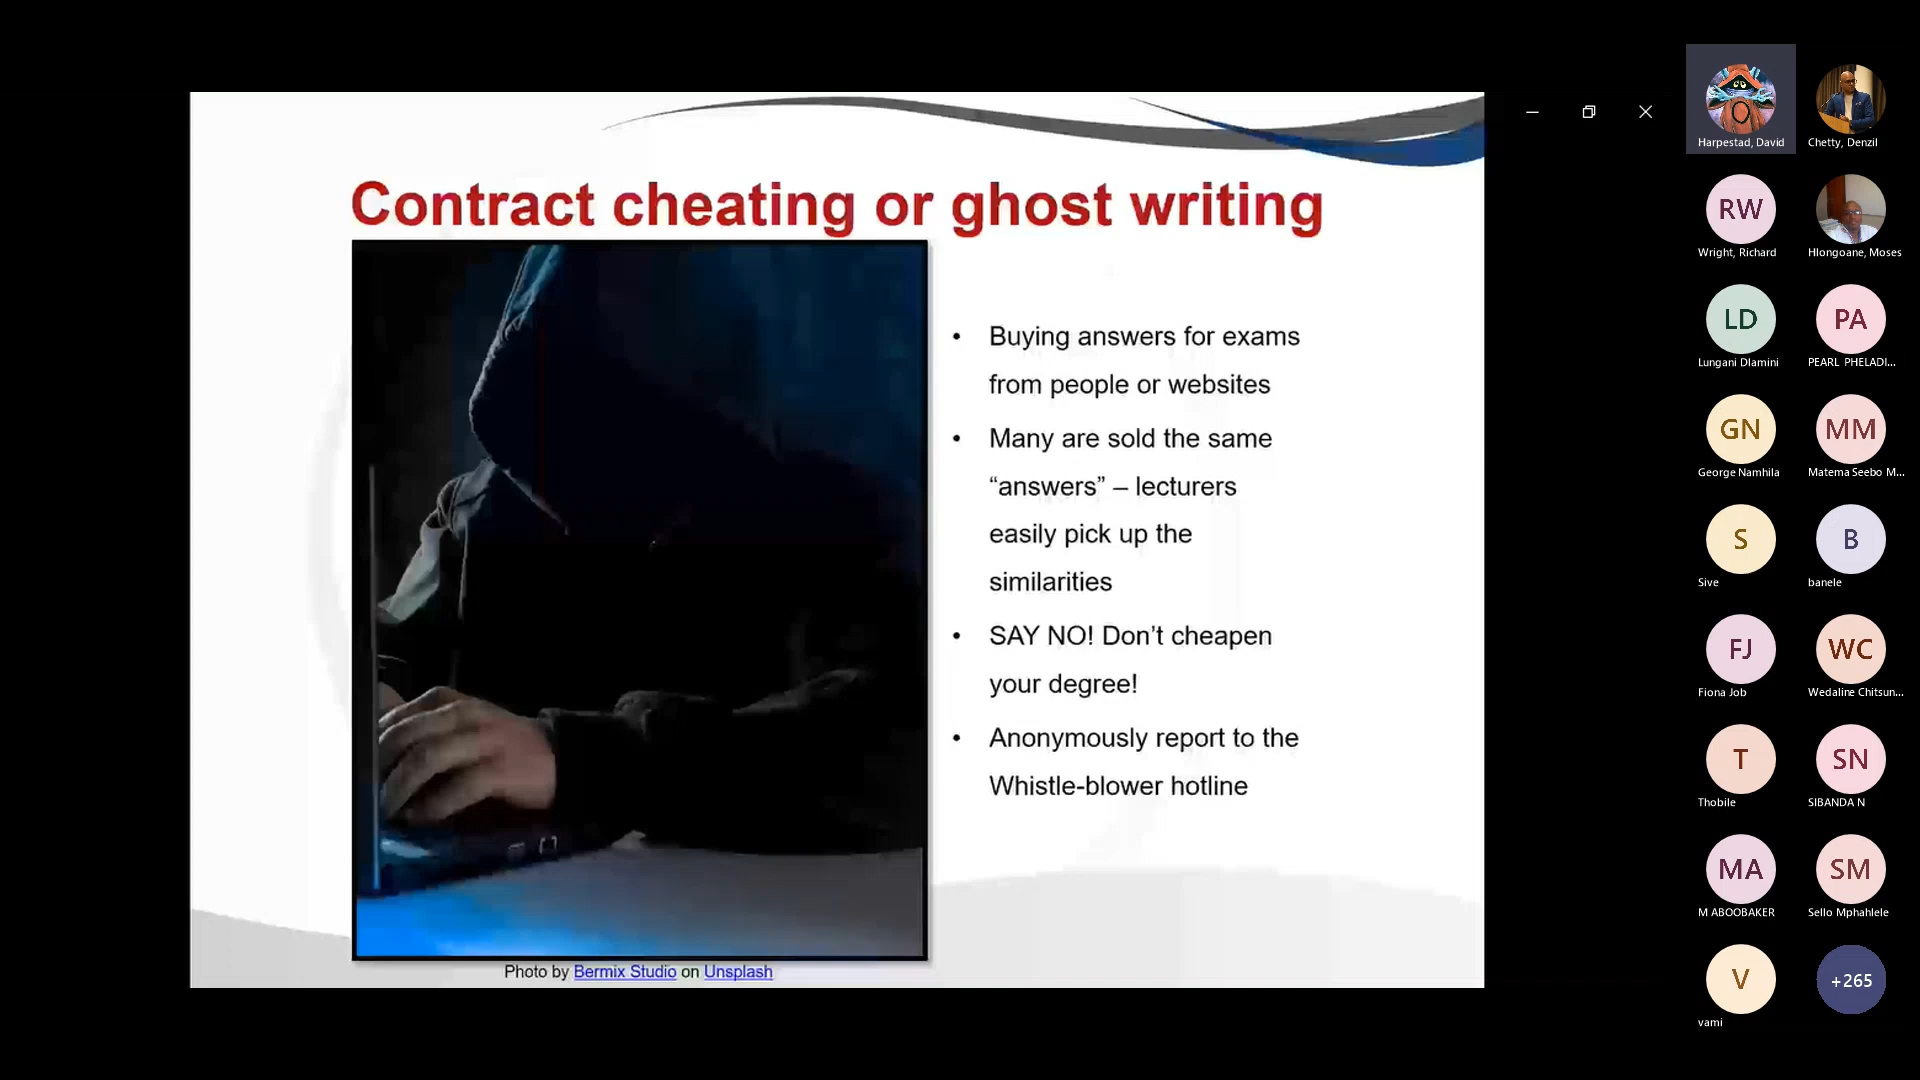 Contract cheating or ghost writing
• Buying answers for exams
from people or websites
• Many are sold the same
“answers” – lecturers
easily pick up the
similarities
• SAY NO! Don’t cheapen
your degree!
• Anonymously report to the
Whistle-blower hotline
Photo by Bermix Studio on Unsplash
Harpestad, David
Chetty, Denzil
RW
Wright, Richard
Hlongoane, Moses
LD
Lungani Dlamini
PA
PEARL PHELADI...
GN
George Namhila
MM
Matema Seebo M...
S
Sive
B
banele
FJ
Fiona Job
WC
Wedaline Chitsun...
T
Thobile
SN
SIBANDA N
MA
M ABOOBAKER
SM
Sello Mphahlele
V
vami
+265